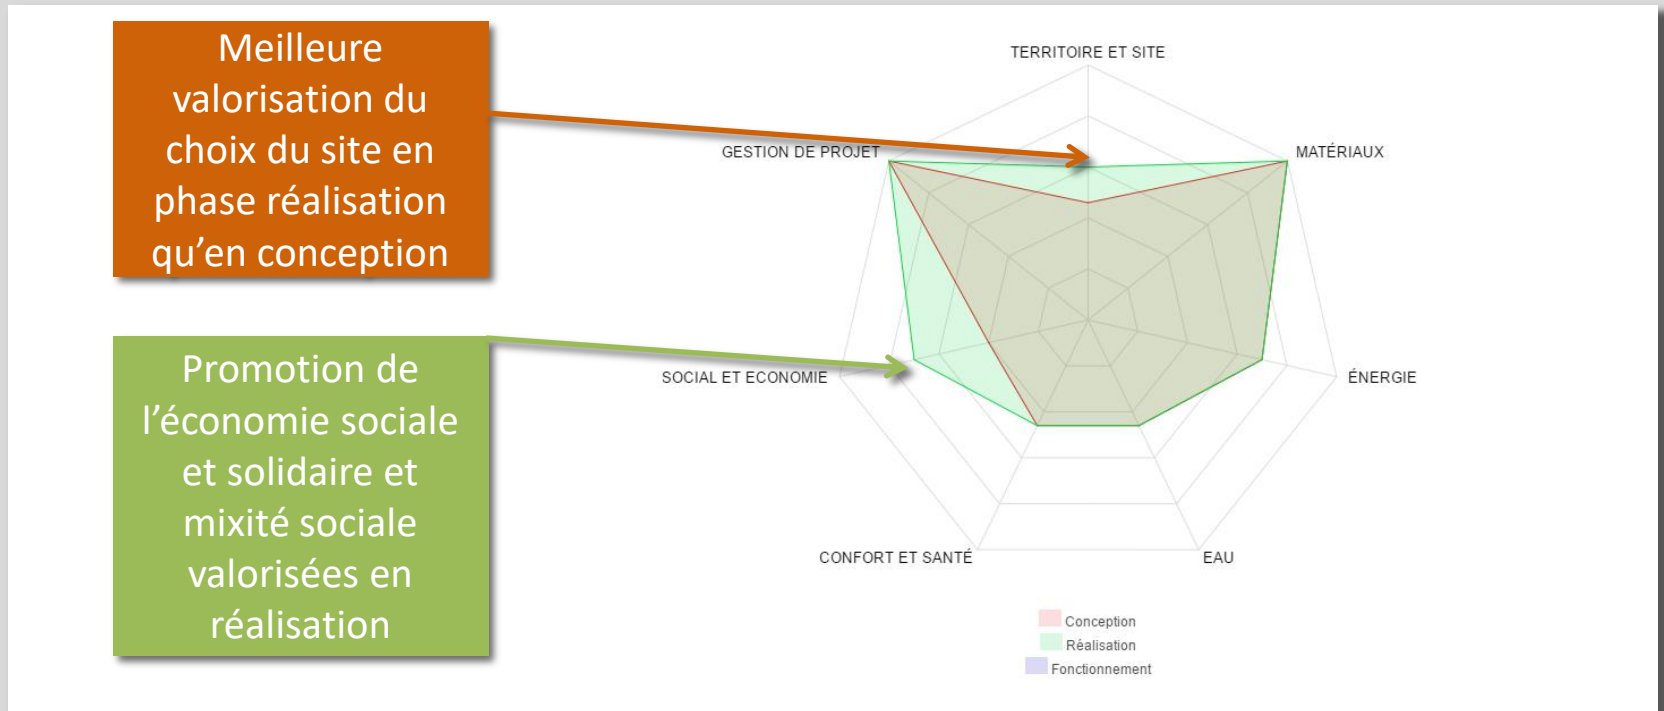 Meilleure
valorisation du
choix du site en
phase réalisation
qu’en conception
Promotion de
l’économie sociale
et solidaire et
mixité sociale
valorisées en
réalisation
TERRITOIRE ET SITE
GESTION DE PROJET
MATÉRIAUX
SOCIAL ET ECONOMIE
ÉNERGIE
CONFORT ET SANTÉ
EAU
Conception
Réalisation
Fonctionnement